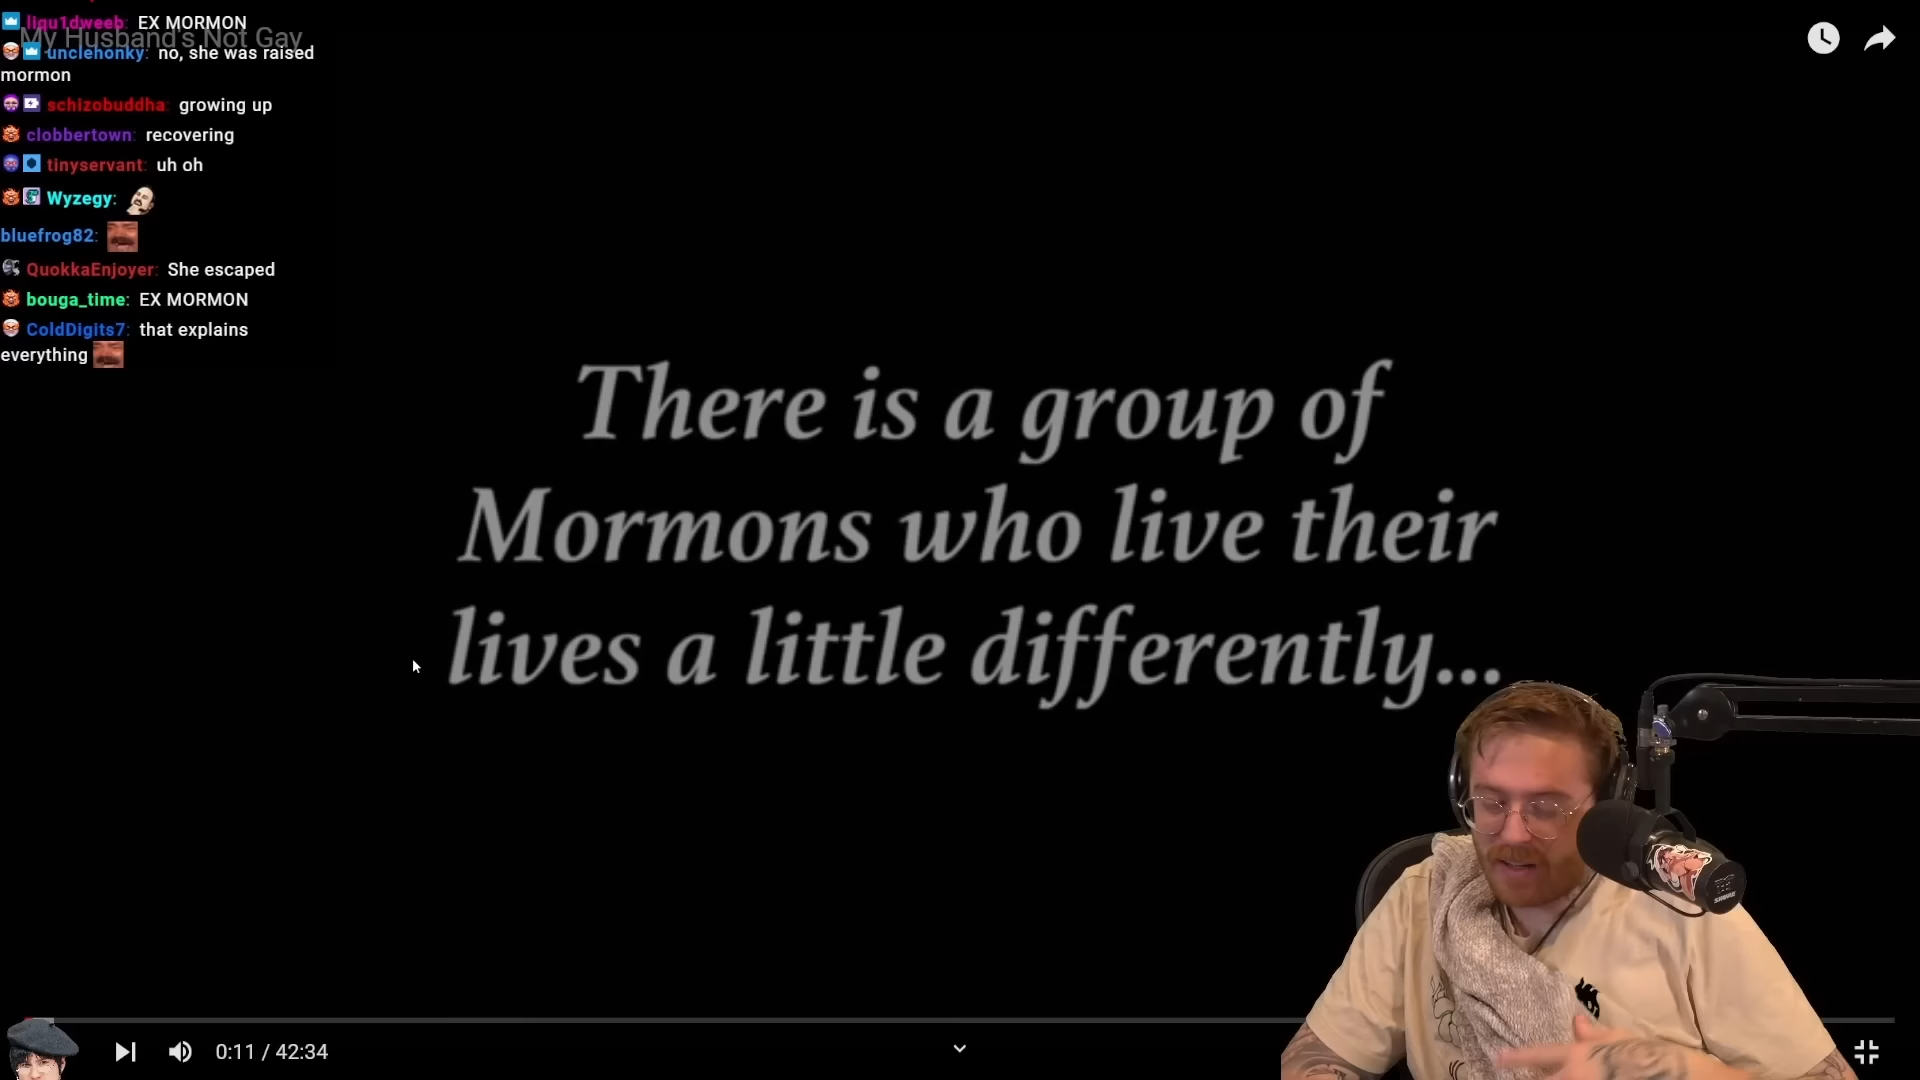 liqu1dweeb: EX MORMON
My Husband's Not Gay
unclehonky: no, she was raised
mormon
schizobuddha: growing up
clobbertown: recovering
tinyservant: uh oh
Wyzegy:
bluefrog82:
QuokkaEnjoyer: She escaped
bouga_time: EX MORMON
ColdDigits7: that explains
everything
There is a group of
Mormons who live their
lives a little differently...
SHURE
0:11 / 42:34